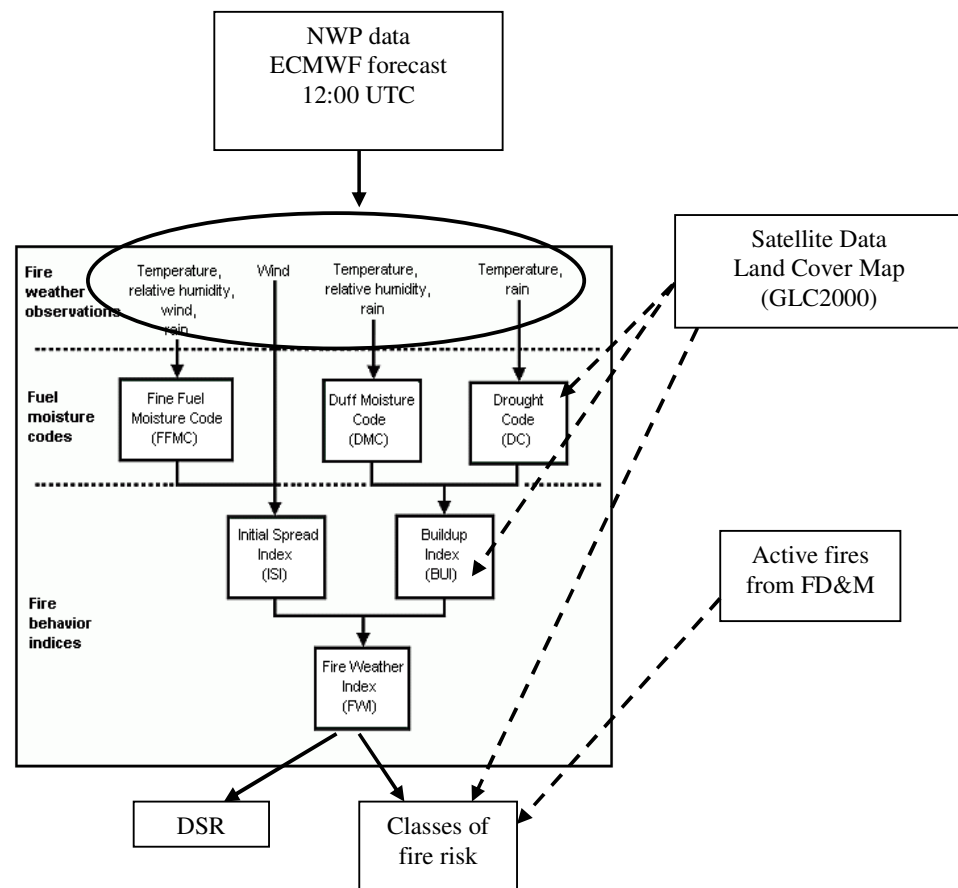 NWP data
ECMWF forecast
12:00 UTC
Satellite Data
Land Cover Map
(GLC2000)
Fire
weather
observations
Temperature,
relative humidity,
wind,
rain
Wind
Temperature,
relative humidity,
rain
Temperature,
rain
Fuel
moisture
codes
Fine Fuel
Moisture Code
(FFMC)
Duff Moisture
Code
(DMC)
Drought
Code
(DC)
Initial Spread
Index
(ISI)
Buildup
Index
(BUI)
Active fires
from FD&M
Fire
behavior
indices
Fire Weather
Index
(FWI)
DSR
Classes of
fire risk